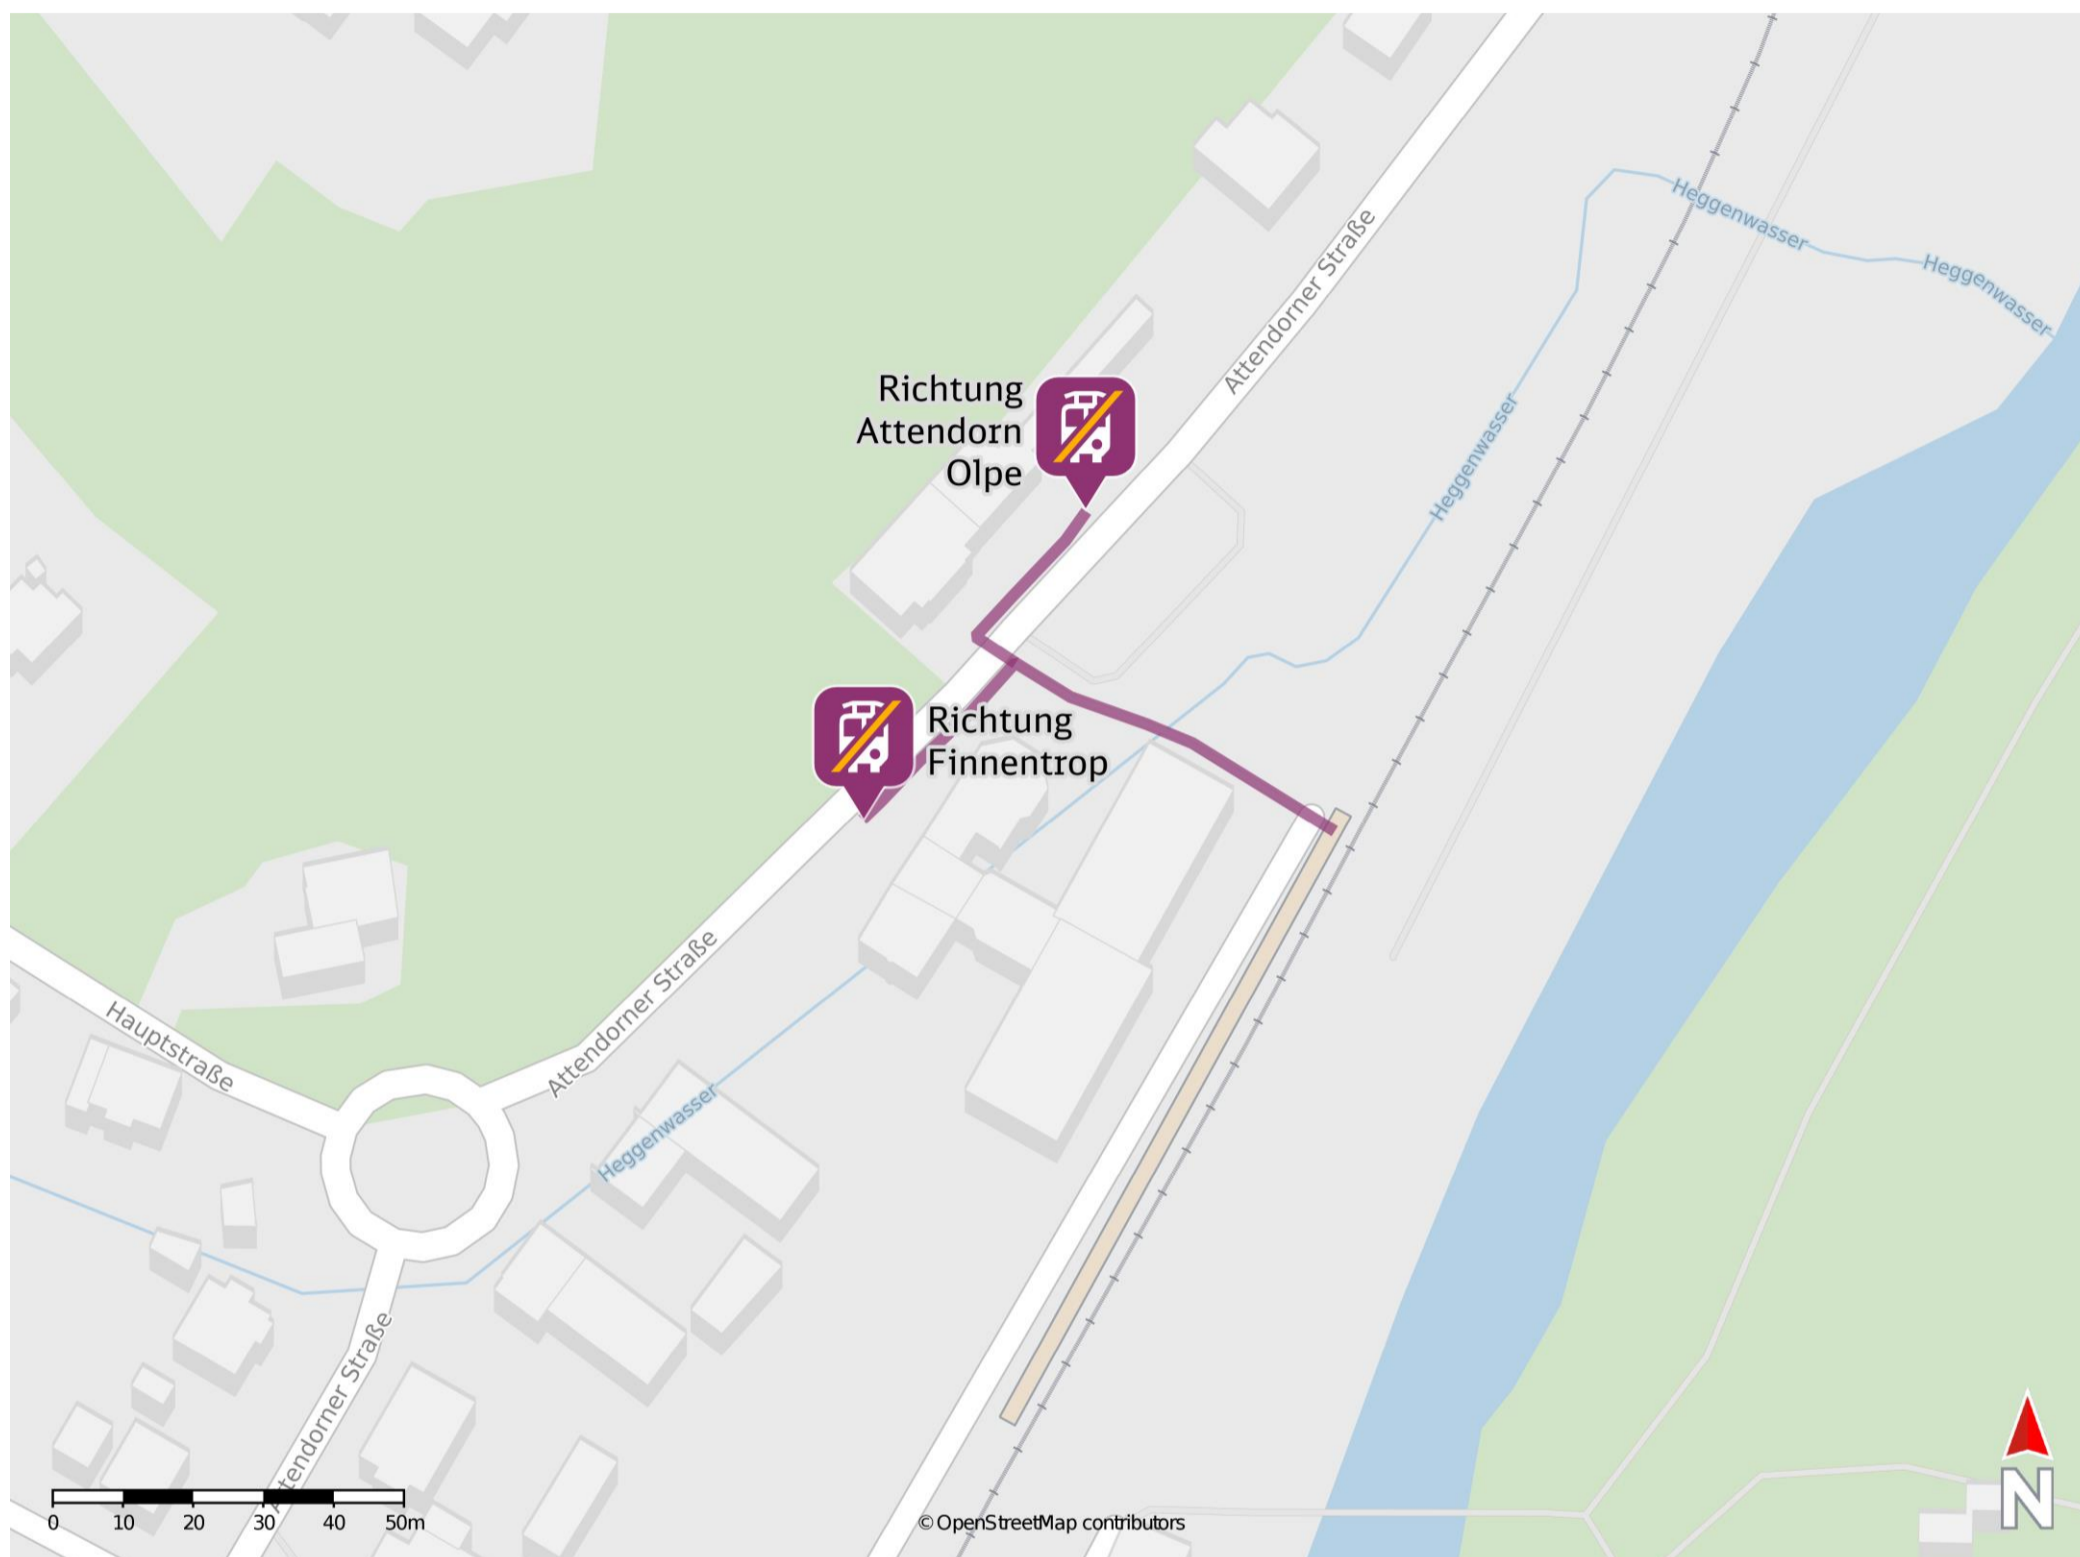 Heggenwasser
Heggenwasser
Attendorner Straße
Richtung
Attendorn
Olpe
Heggenwasser
Richtung
Finnentrop
Attendorner Straße
Hauptstraße
Heggenwasser
Attendorner Straße
0 10 20 30 40 50m
© OpenStreetMap contributors
N